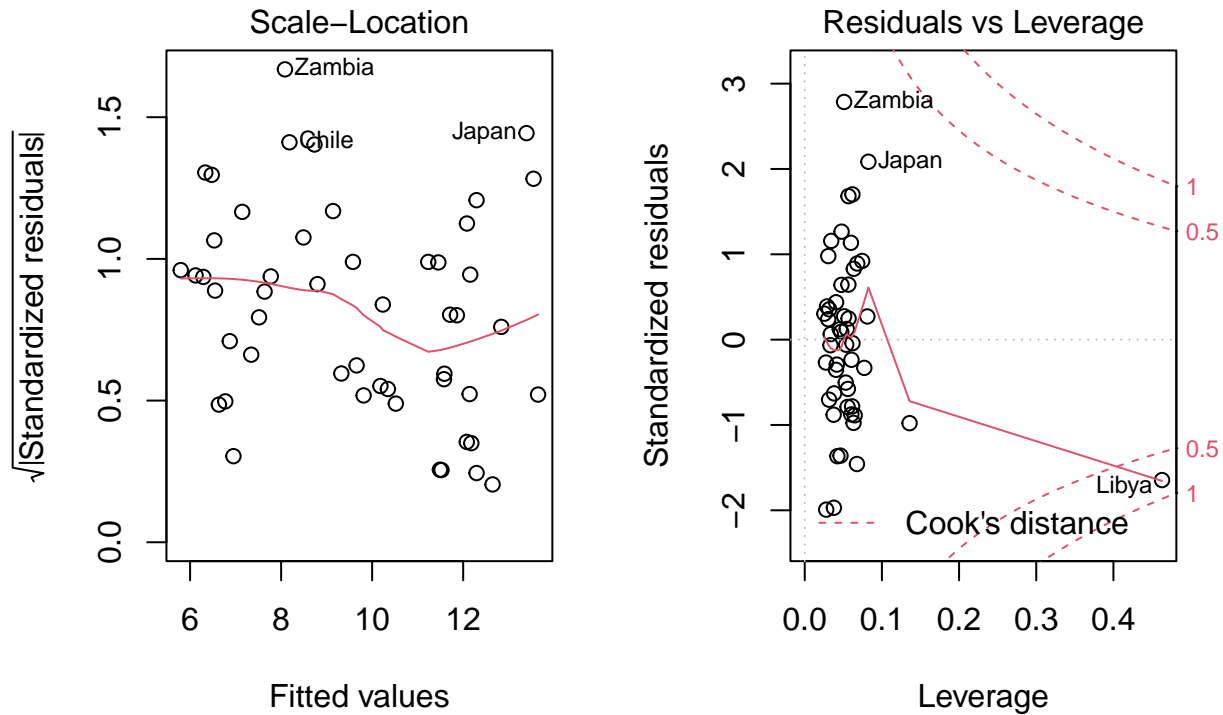 Scale−Location
√|Standardized residuals|
0.0
0.5
1.0
1.5
Zambia
Chile
Japan
6
8
10
12
Fitted values
Residuals vs Leverage
Standardized residuals
−2
−1
0
1
2
3
Zambia
Japan
1
0.5
0.5
1
Libya
Cook's distance
0.0
0.1
0.2
0.3
0.4
Leverage